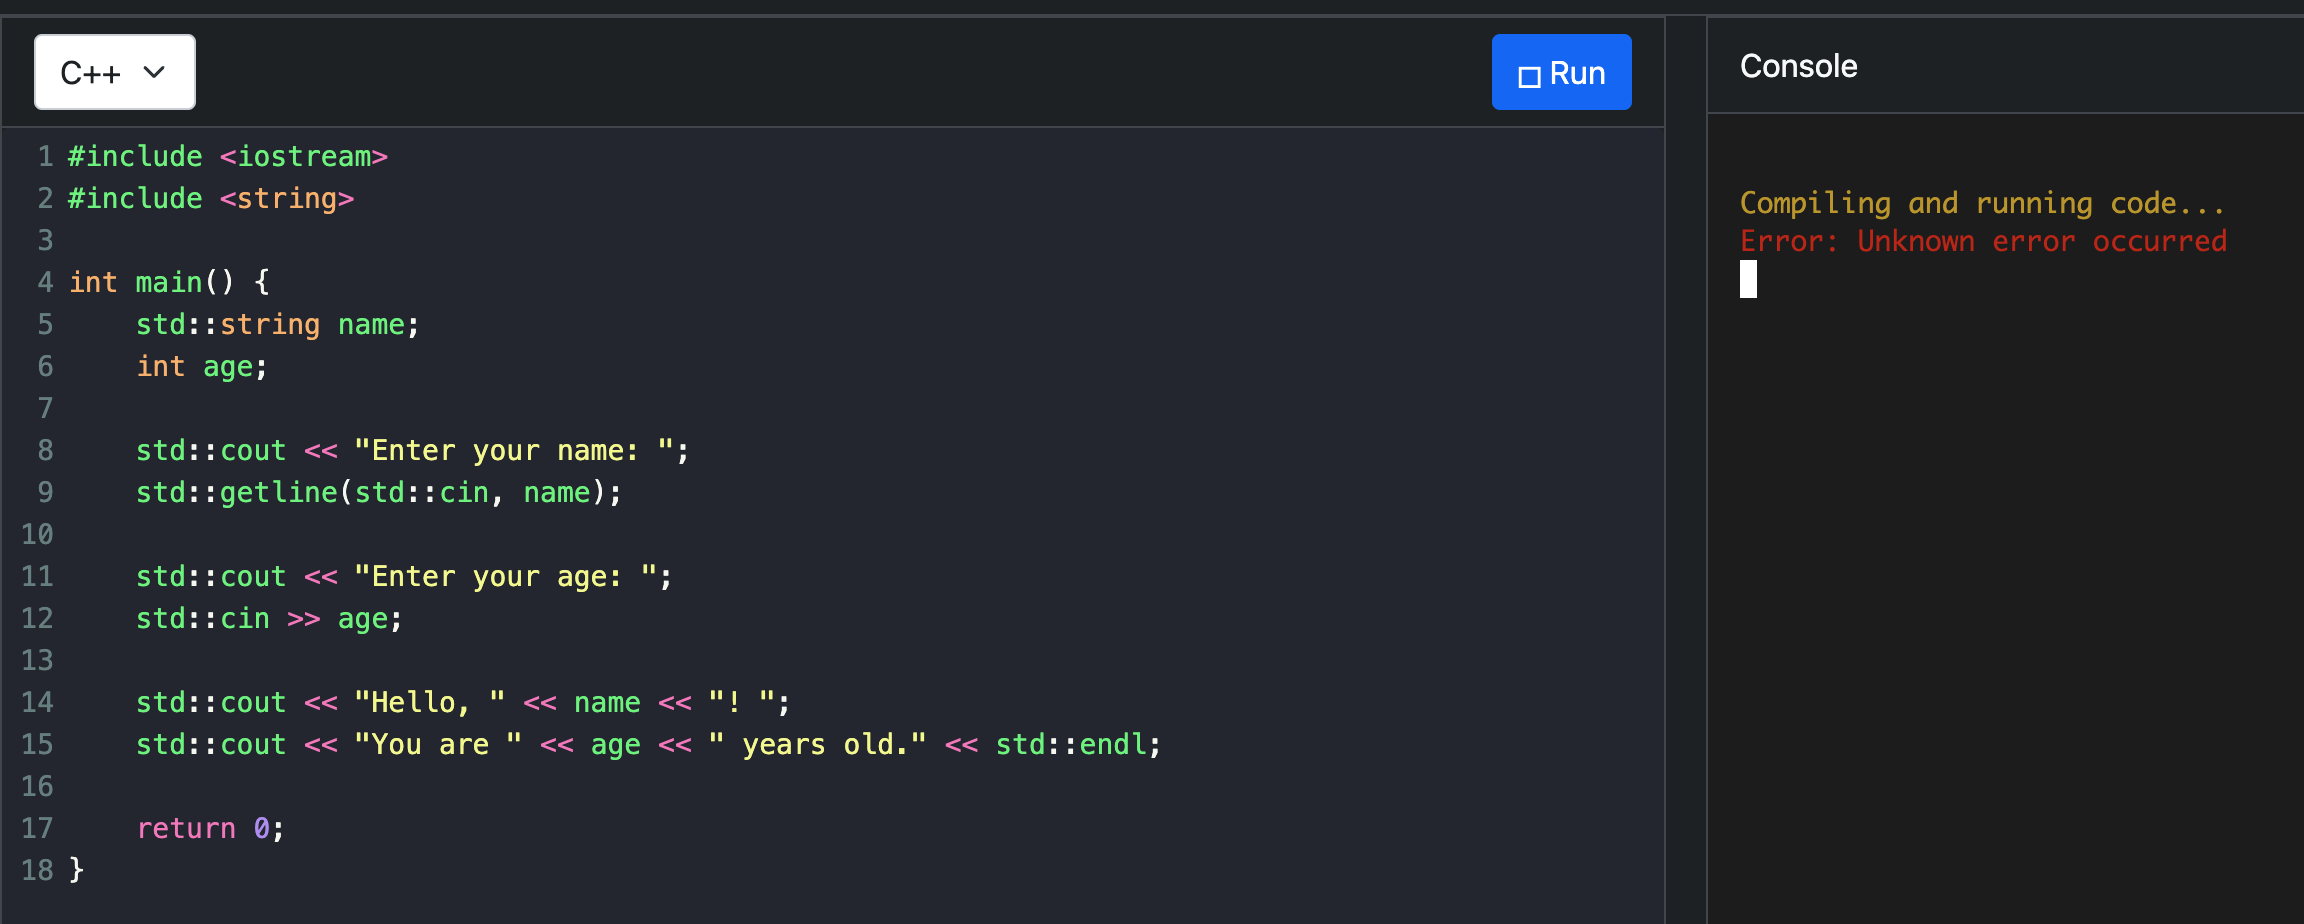 C++
Run
Console
1 #include <iostream>
2 #include <string>
3
4 int main() {
5     std::string name;
6     int age;
7
8     std::cout << "Enter your name: ";
9     std::getline(std::cin, name);
10
11     std::cout << "Enter your age: ";
12     std::cin >> age;
13
14     std::cout << "Hello, " << name << "! ";
15     std::cout << "You are " << age << " years old." << std::endl;
16
17     return 0;
18 }
Compiling and running code...
Error: Unknown error occurred